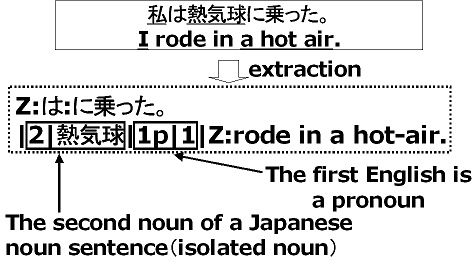 私は熱気球に乗った。
I rode in a hot air.
extraction
Z:は:に乗った。
|2|熱気球|1p|1|Z:rode in a hot-air.
The first English is
a pronoun
The second noun of a Japanese
noun sentence(isolated noun)